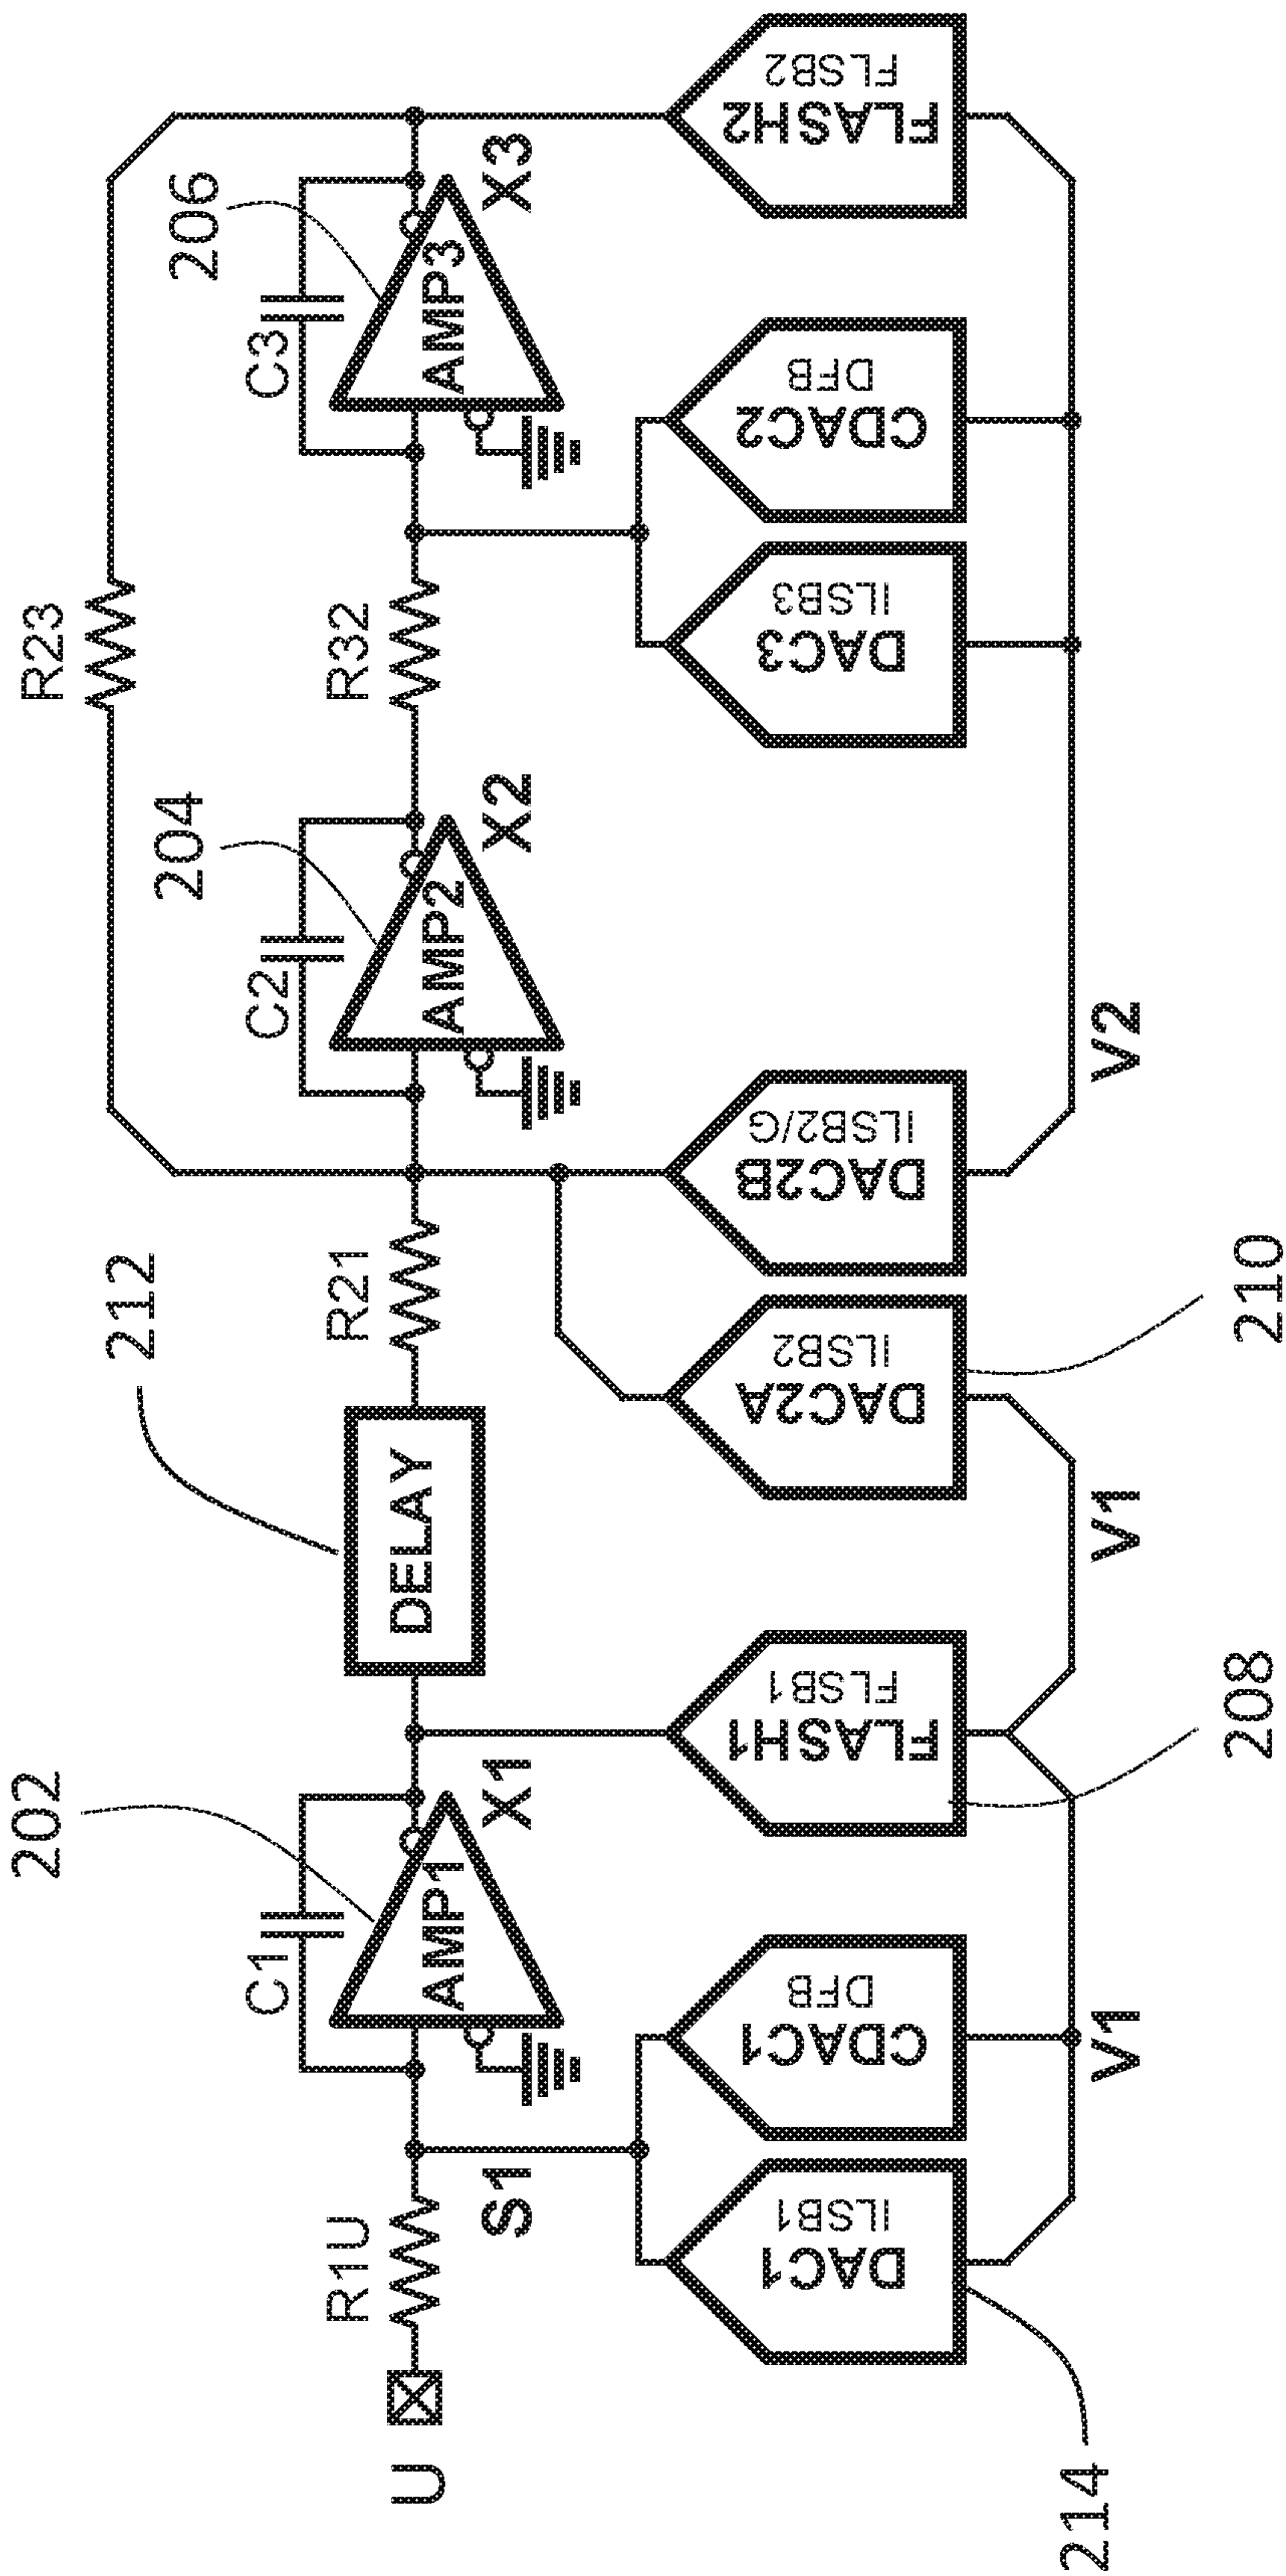 202
212
204
206
R23
C1
C2
C3
U
R1U
AMP1
DELAY
R21
AMP2
R32
AMP3
S1
X1
X2
X3
DAC1
ILSB1
CDAC1
DFB
FLASH1
FLSB1
DAC2A
ILSB2
DAC2B
ILSB2/G
DAC3
ILSB3
CDAC2
DFB
FLASH2
FLSB2
V1
V1
V2
214
208
210